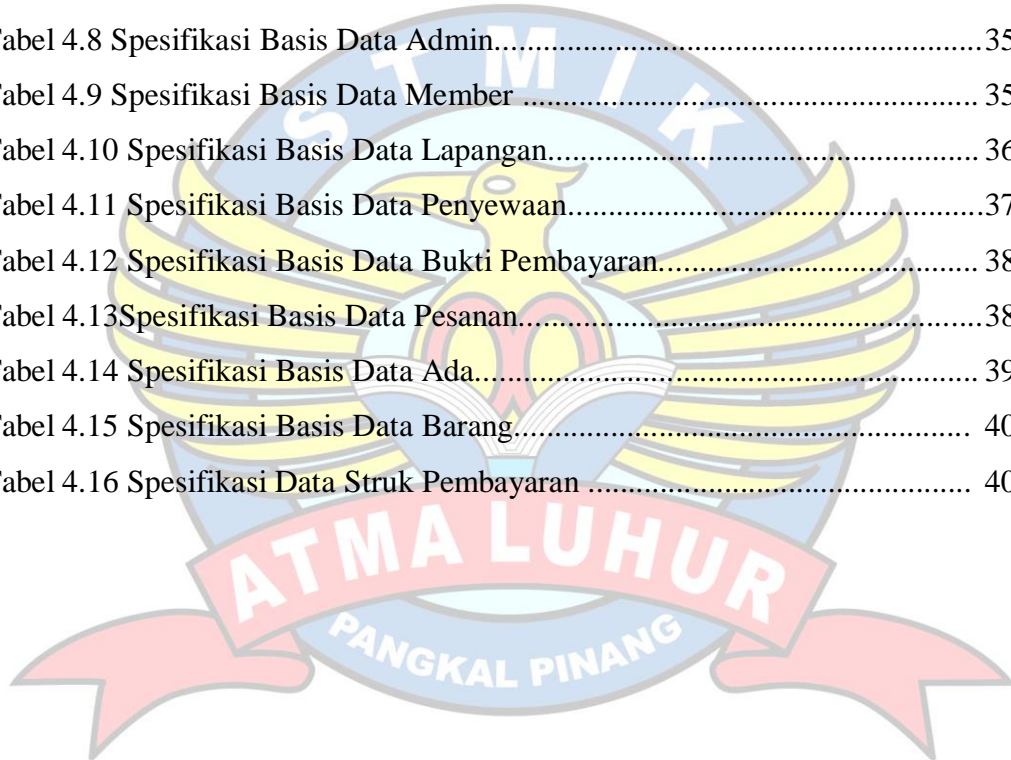 Tabel 4.8 Spesifikasi Basis Data Admin..........................................................35
Tabel 4.9 Spesifikasi Basis Data Member ...................................................... 35
Tabel 4.10 Spesifikasi Basis Data Lapangan................................................... 36
Tabel 4.11 Spesifikasi Basis Data Penyewaan.................................................37
Tabel 4.12 Spesifikasi Basis Data Bukti Pembayaran...................................... 38
Tabel 4.13Spesifikasi Basis Data Pesanan.......................................................38
Tabel 4.14 Spesifikasi Basis Data Ada............................................................ 39
Tabel 4.15 Spesifikasi Basis Data Barang....................................................... 40
Tabel 4.16 Spesifikasi Data Struk Pembayaran .............................................. 40
STMIK
ATMA LUHUR
PANGKAL PINANG